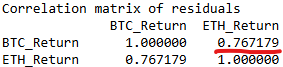 Correlation matrix of residuals
BTC_Return ETH_Return
BTC_Return 1.000000 0.767179
ETH_Return 0.767179 1.000000